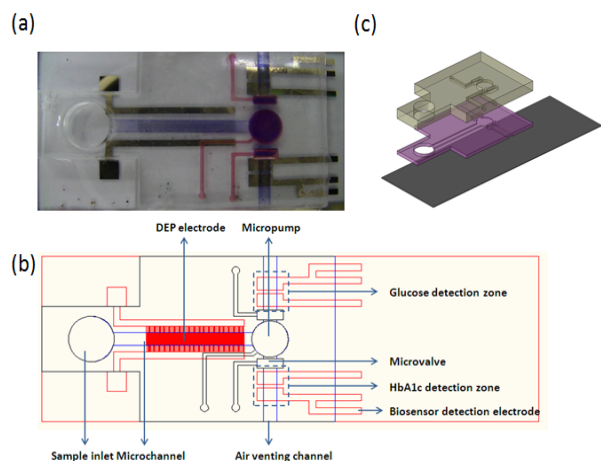 (a)
(c)
DEP electrode
Micropump
(b)
Glucose detection zone
Microvalve
HbA1c detection zone
Biosensor detection electrode
Sample inlet Microchannel
Air venting channel